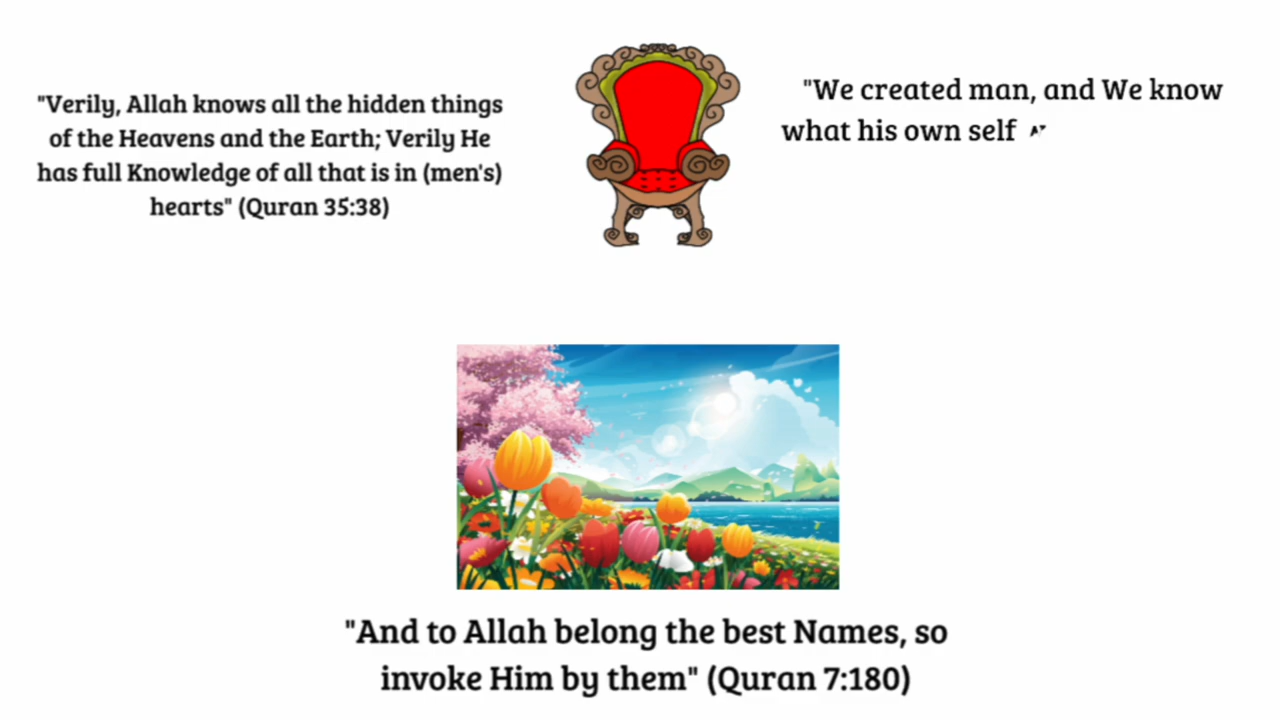 "Verily, Allah knows all the hidden things
of the Heavens and the Earth; Verily He
has full Knowledge of all that is in (men's)
hearts" (Quran 35:38)
"We created man, and We know
what his own self
"And to Allah belong the best Names, so
invoke Him by them" (Quran 7:180)